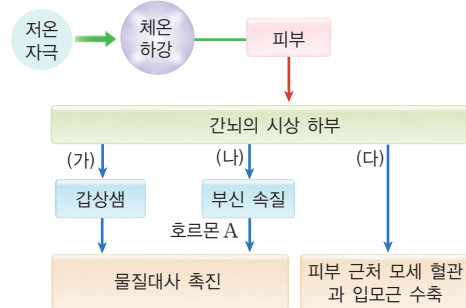 저온
자극
체온
하강
피부
간뇌의 시상 하부
(가)
(나)
(다)
갑상샘
부신 속질
호르몬 A
물질대사 촉진
피부 근처 모세 혈관
과 입모근 수축